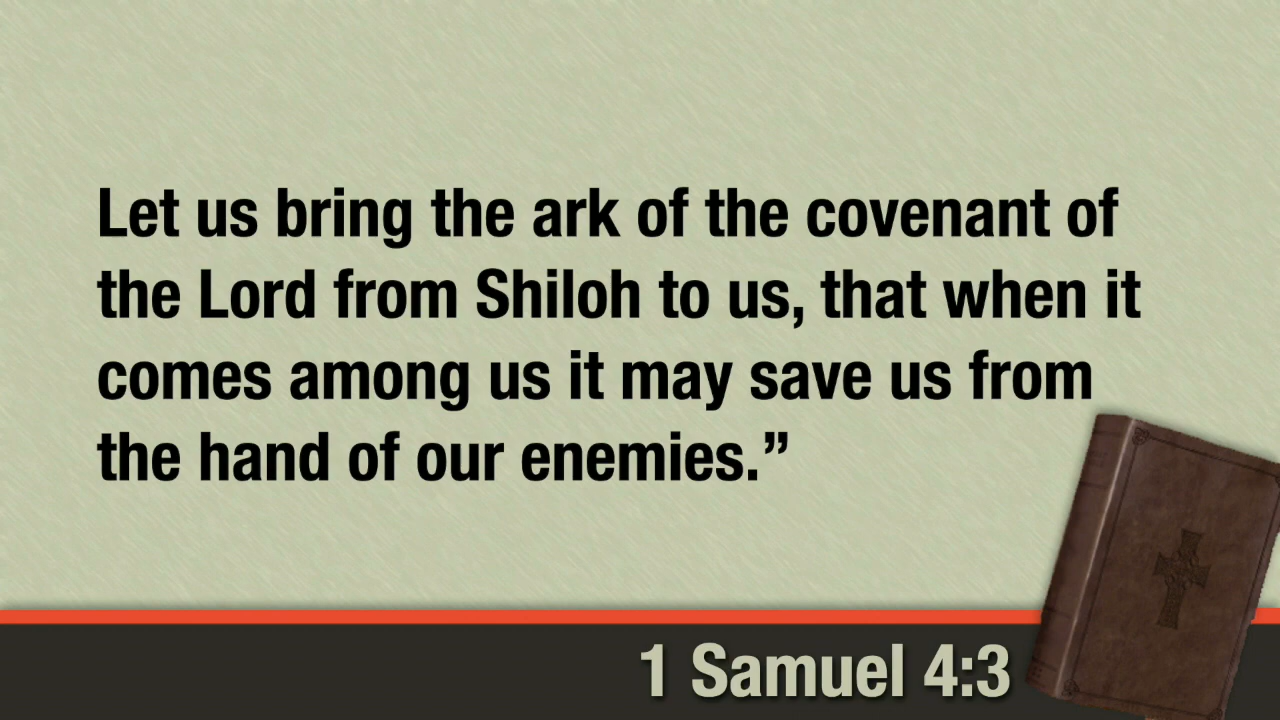 Let us bring the ark of the covenant of
the Lord from Shiloh to us, that when it
comes among us it may save us from
the hand of our enemies.”
1 Samuel 4:3